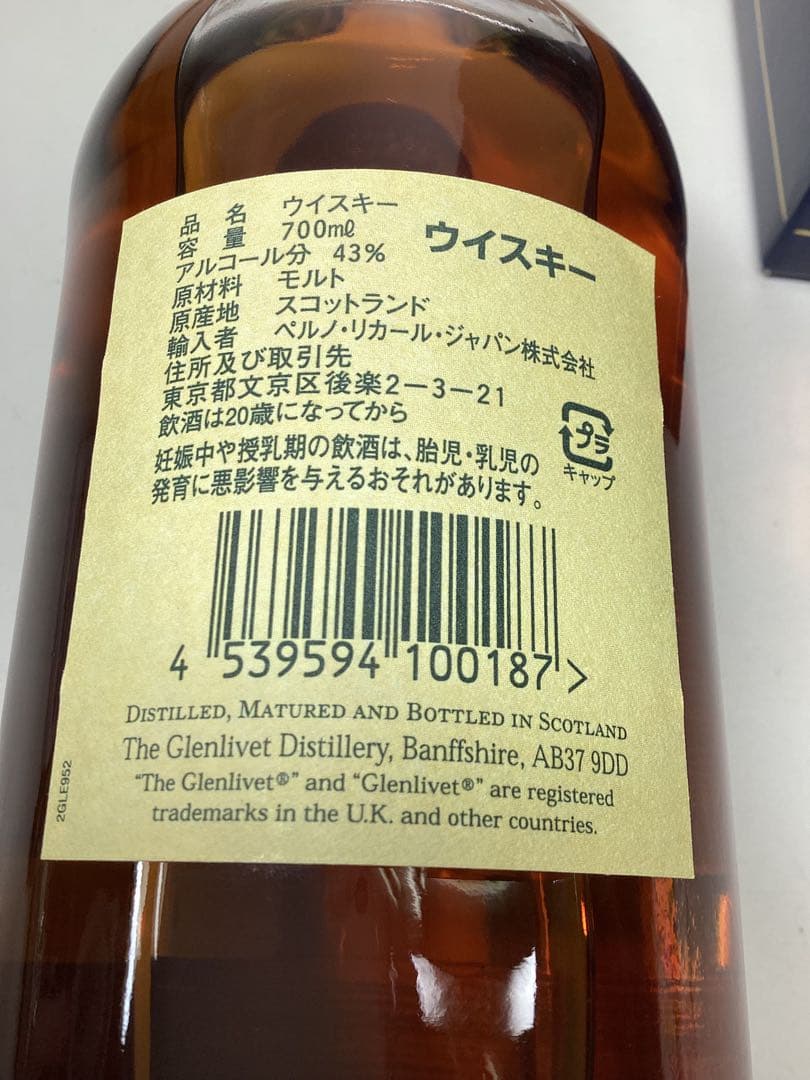 品名 ウイスキー
容量 700mℓ
ウイスキー
アルコール分 43%
原材料 モルト
原産地 スコットランド
輸入者 ペルノ・リカール・ジャパン株式会社
住所及び取引先
東京都文京区後楽2-3-21
飲酒は20歳になってから
妊娠中や授乳期の飲酒は、胎児・乳児の
発育に悪影響を与えるおそれがあります。
プラ
キャップ
4 539594 100187 >
DISTILLED, MATURED AND BOTTLED IN SCOTLAND
The Glenlivet Distillery, Banffshire, AB37 9DD
“The Glenlivet®” and “Glenlivet®” are registered
trademarks in the U.K. and other countries.
2GLE952